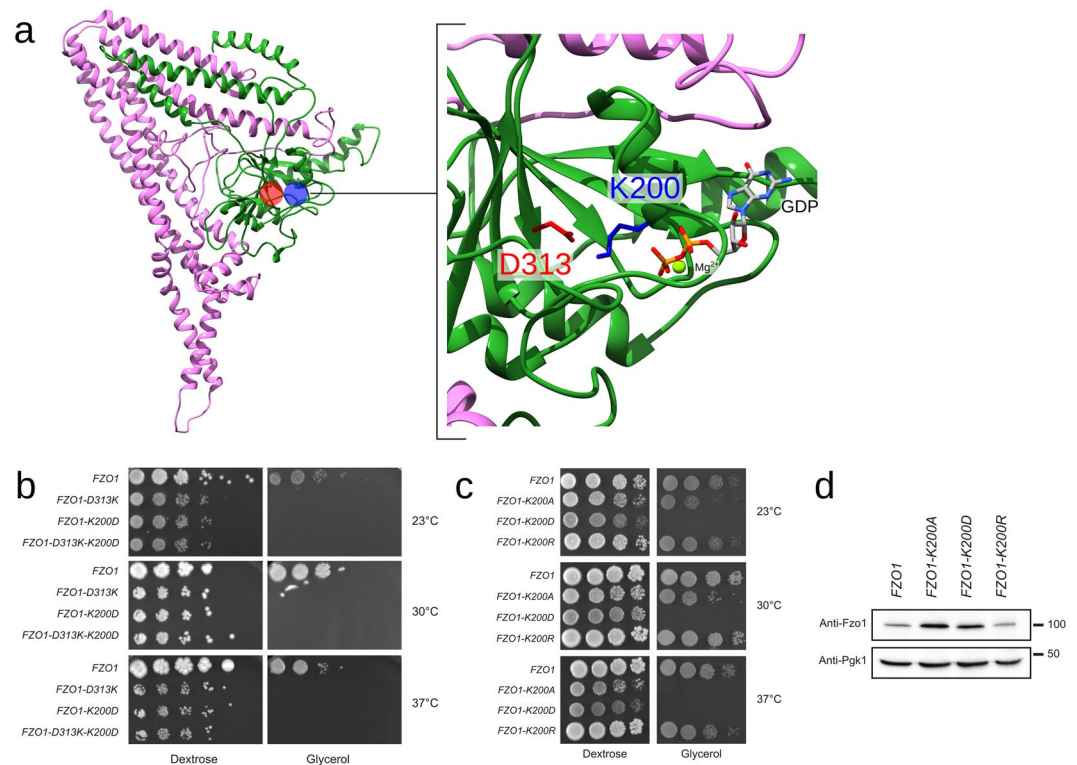 a
K200
GDP
D313
Mg2+
b
FZO1
FZO1-D313K
FZO1-K200D
FZO1-D313K-K200D
23°C
FZO1
FZO1-D313K
FZO1-K200D
FZO1-D313K-K200D
30°C
FZO1
FZO1-D313K
FZO1-K200D
FZO1-D313K-K200D
37°C
Dextrose
Glycerol
c
FZO1
FZO1-K200A
FZO1-K200D
FZO1-K200R
23°C
FZO1
FZO1-K200A
FZO1-K200D
FZO1-K200R
30°C
FZO1
FZO1-K200A
FZO1-K200D
FZO1-K200R
37°C
Dextrose
Glycerol
d
FZO1
FZO1-K200A
FZO1-K200D
FZO1-K200R
Anti-Fzo1
100
50
Anti-Pgk1